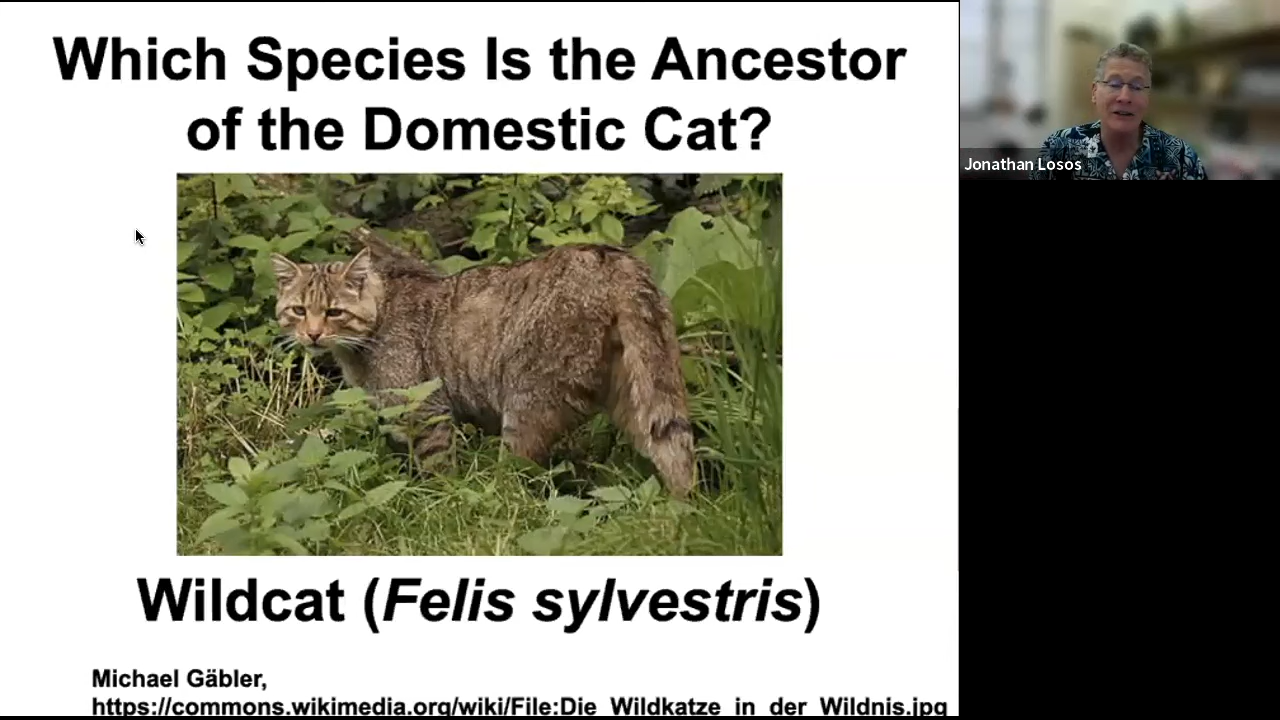 Which Species Is the Ancestor
of the Domestic Cat?
Jonathan Losos
Wildcat (Felis sylvestris)
Michael Gäbler,
https://commons.wikimedia.org/wiki/File:Die_Wildkatze_in_der_Wildnis.jpg